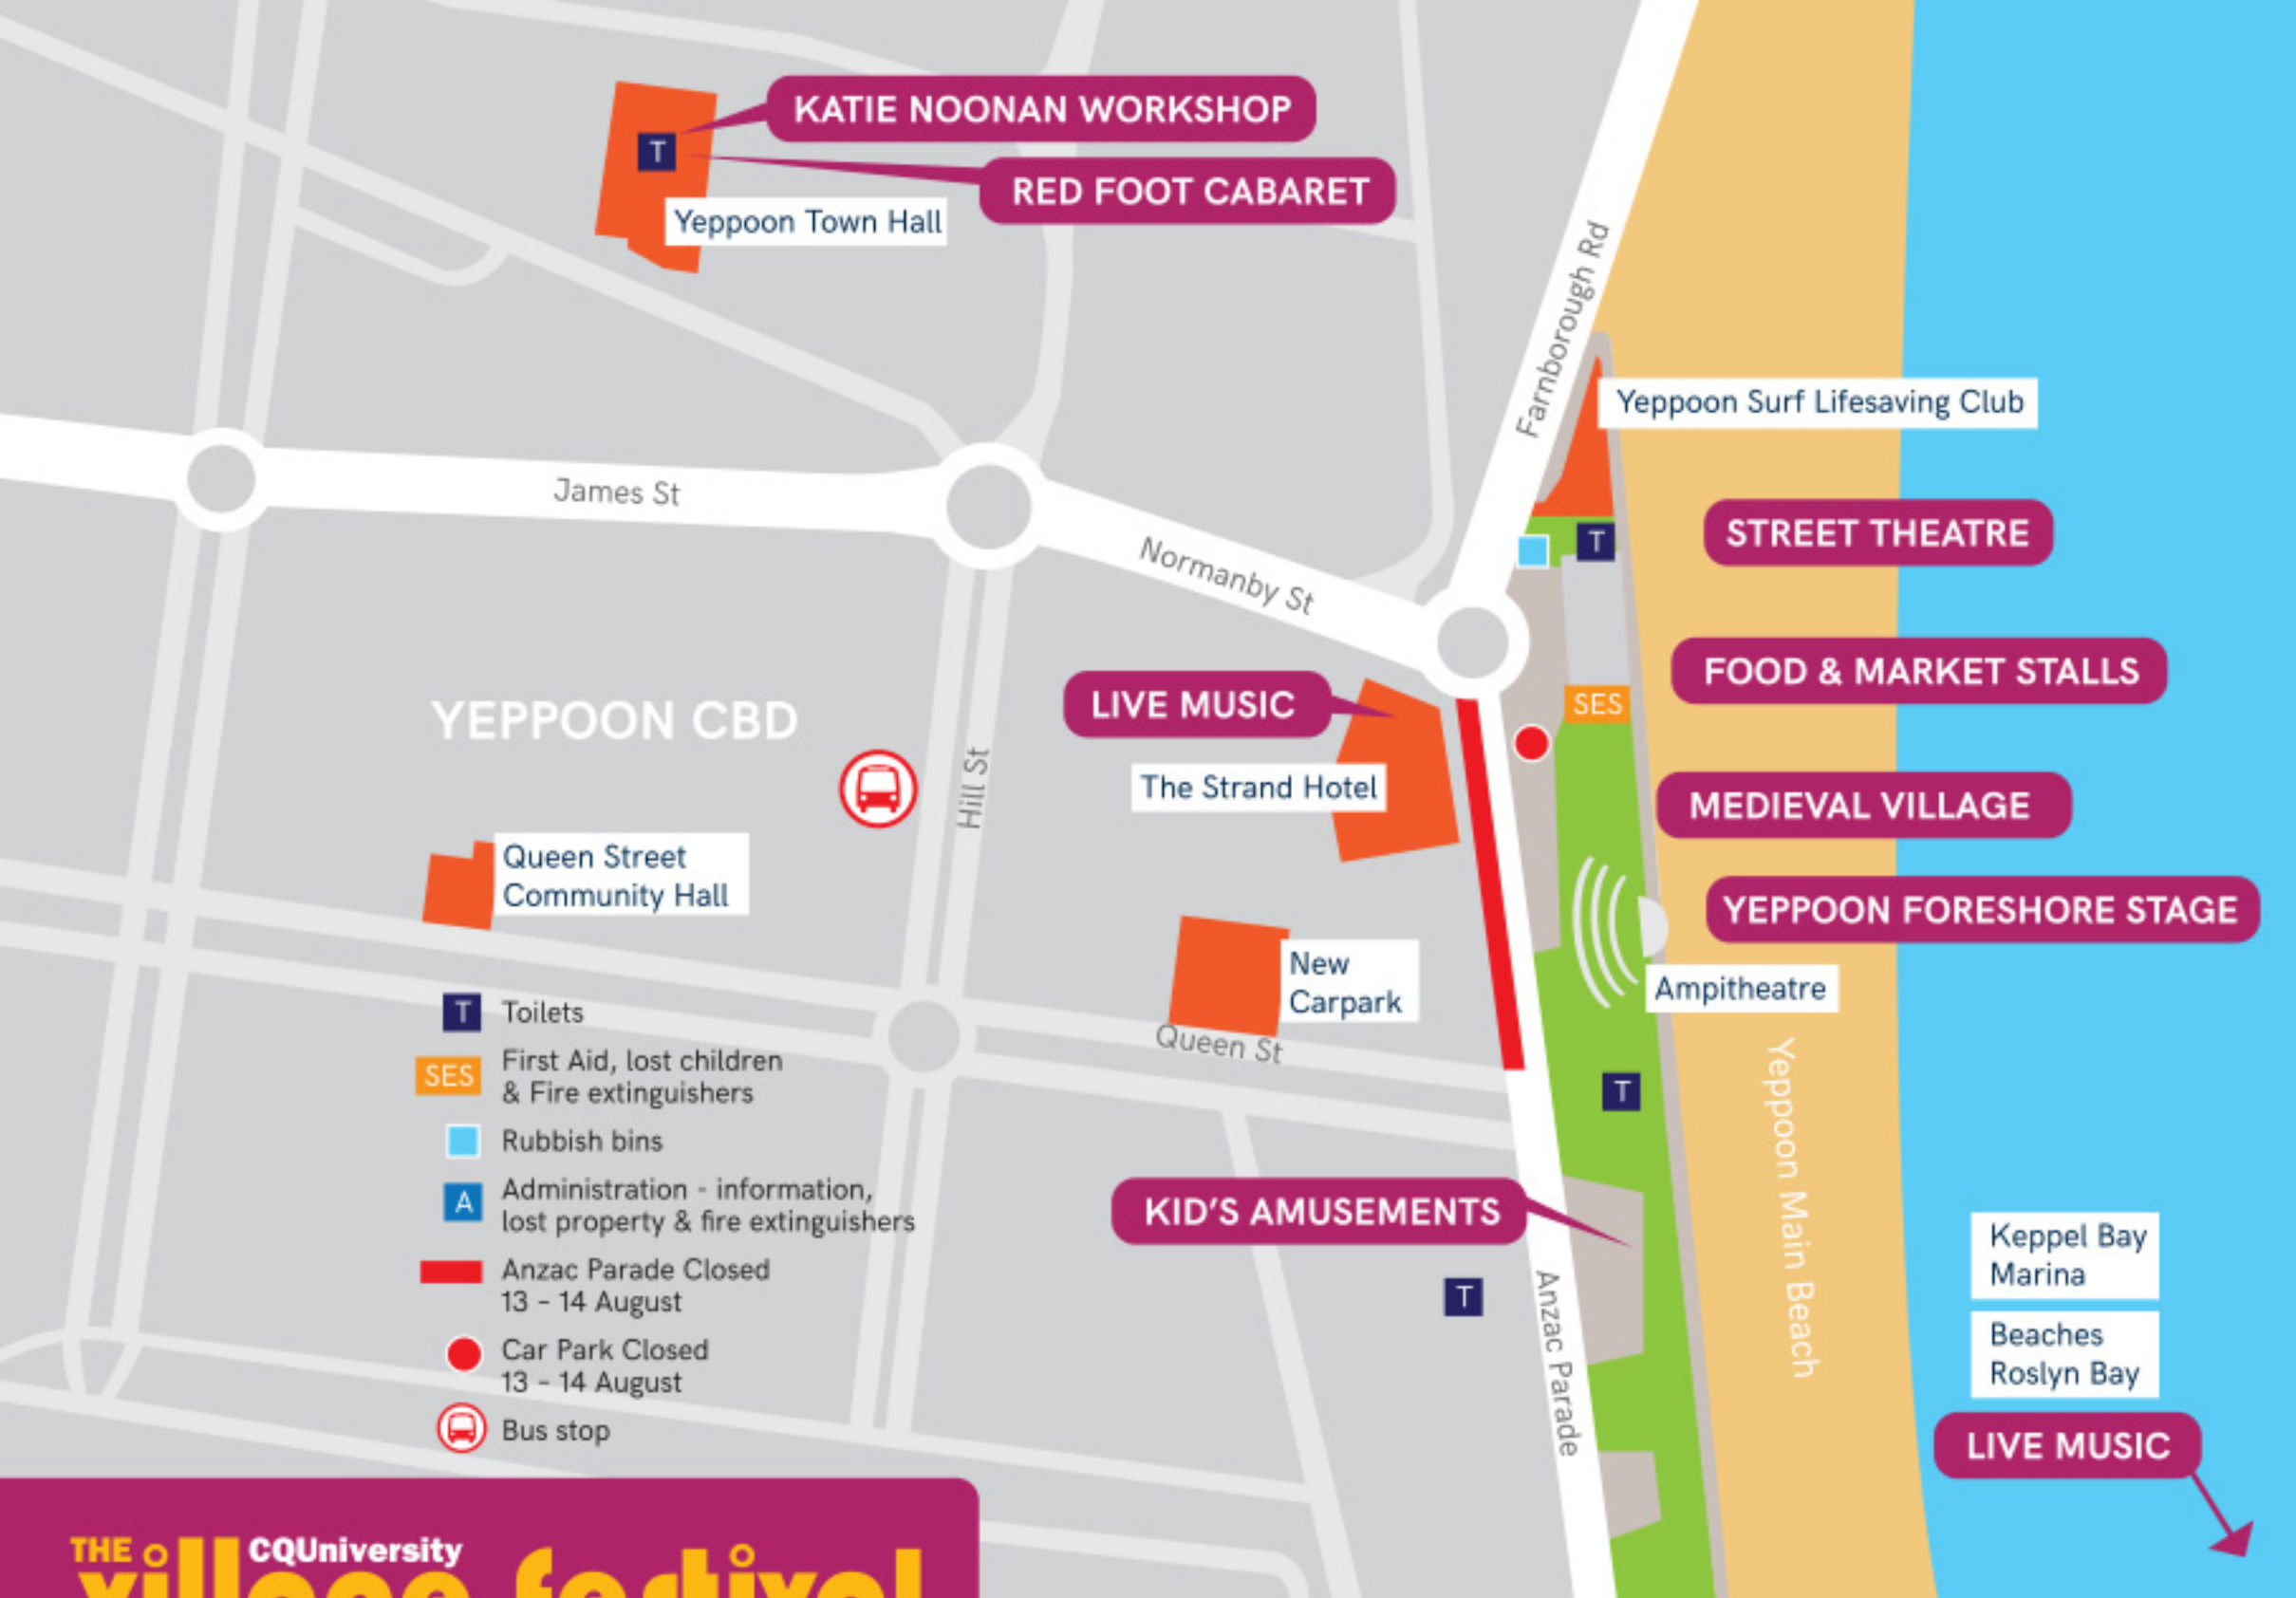 KATIE NOONAN WORKSHOP
T
RED FOOT CABARET
Yeppoon Town Hall
Farnborough Rd
Yeppoon Surf Lifesaving Club
James St
STREET THEATRE
T
Normanby St
FOOD & MARKET STALLS
LIVE MUSIC
SES
YEPPOON CBD
The Strand Hotel
Hill St
MEDIEVAL VILLAGE
Queen Street
Community Hall
YEPPOON FORESHORE STAGE
New
Carpark
Ampitheatre
Queen St
T
Yeppoon Main Beach
T Toilets
SES First Aid, lost children
& Fire extinguishers
Rubbish bins
A Administration - information,
lost property & fire extinguishers
Anzac Parade Closed
13 – 14 August
Car Park Closed
13 – 14 August
Bus stop
KID'S AMUSEMENTS
T
Anzac Parade
Keppel Bay
Marina
Beaches
Roslyn Bay
LIVE MUSIC
THE CQUniversity
village festival